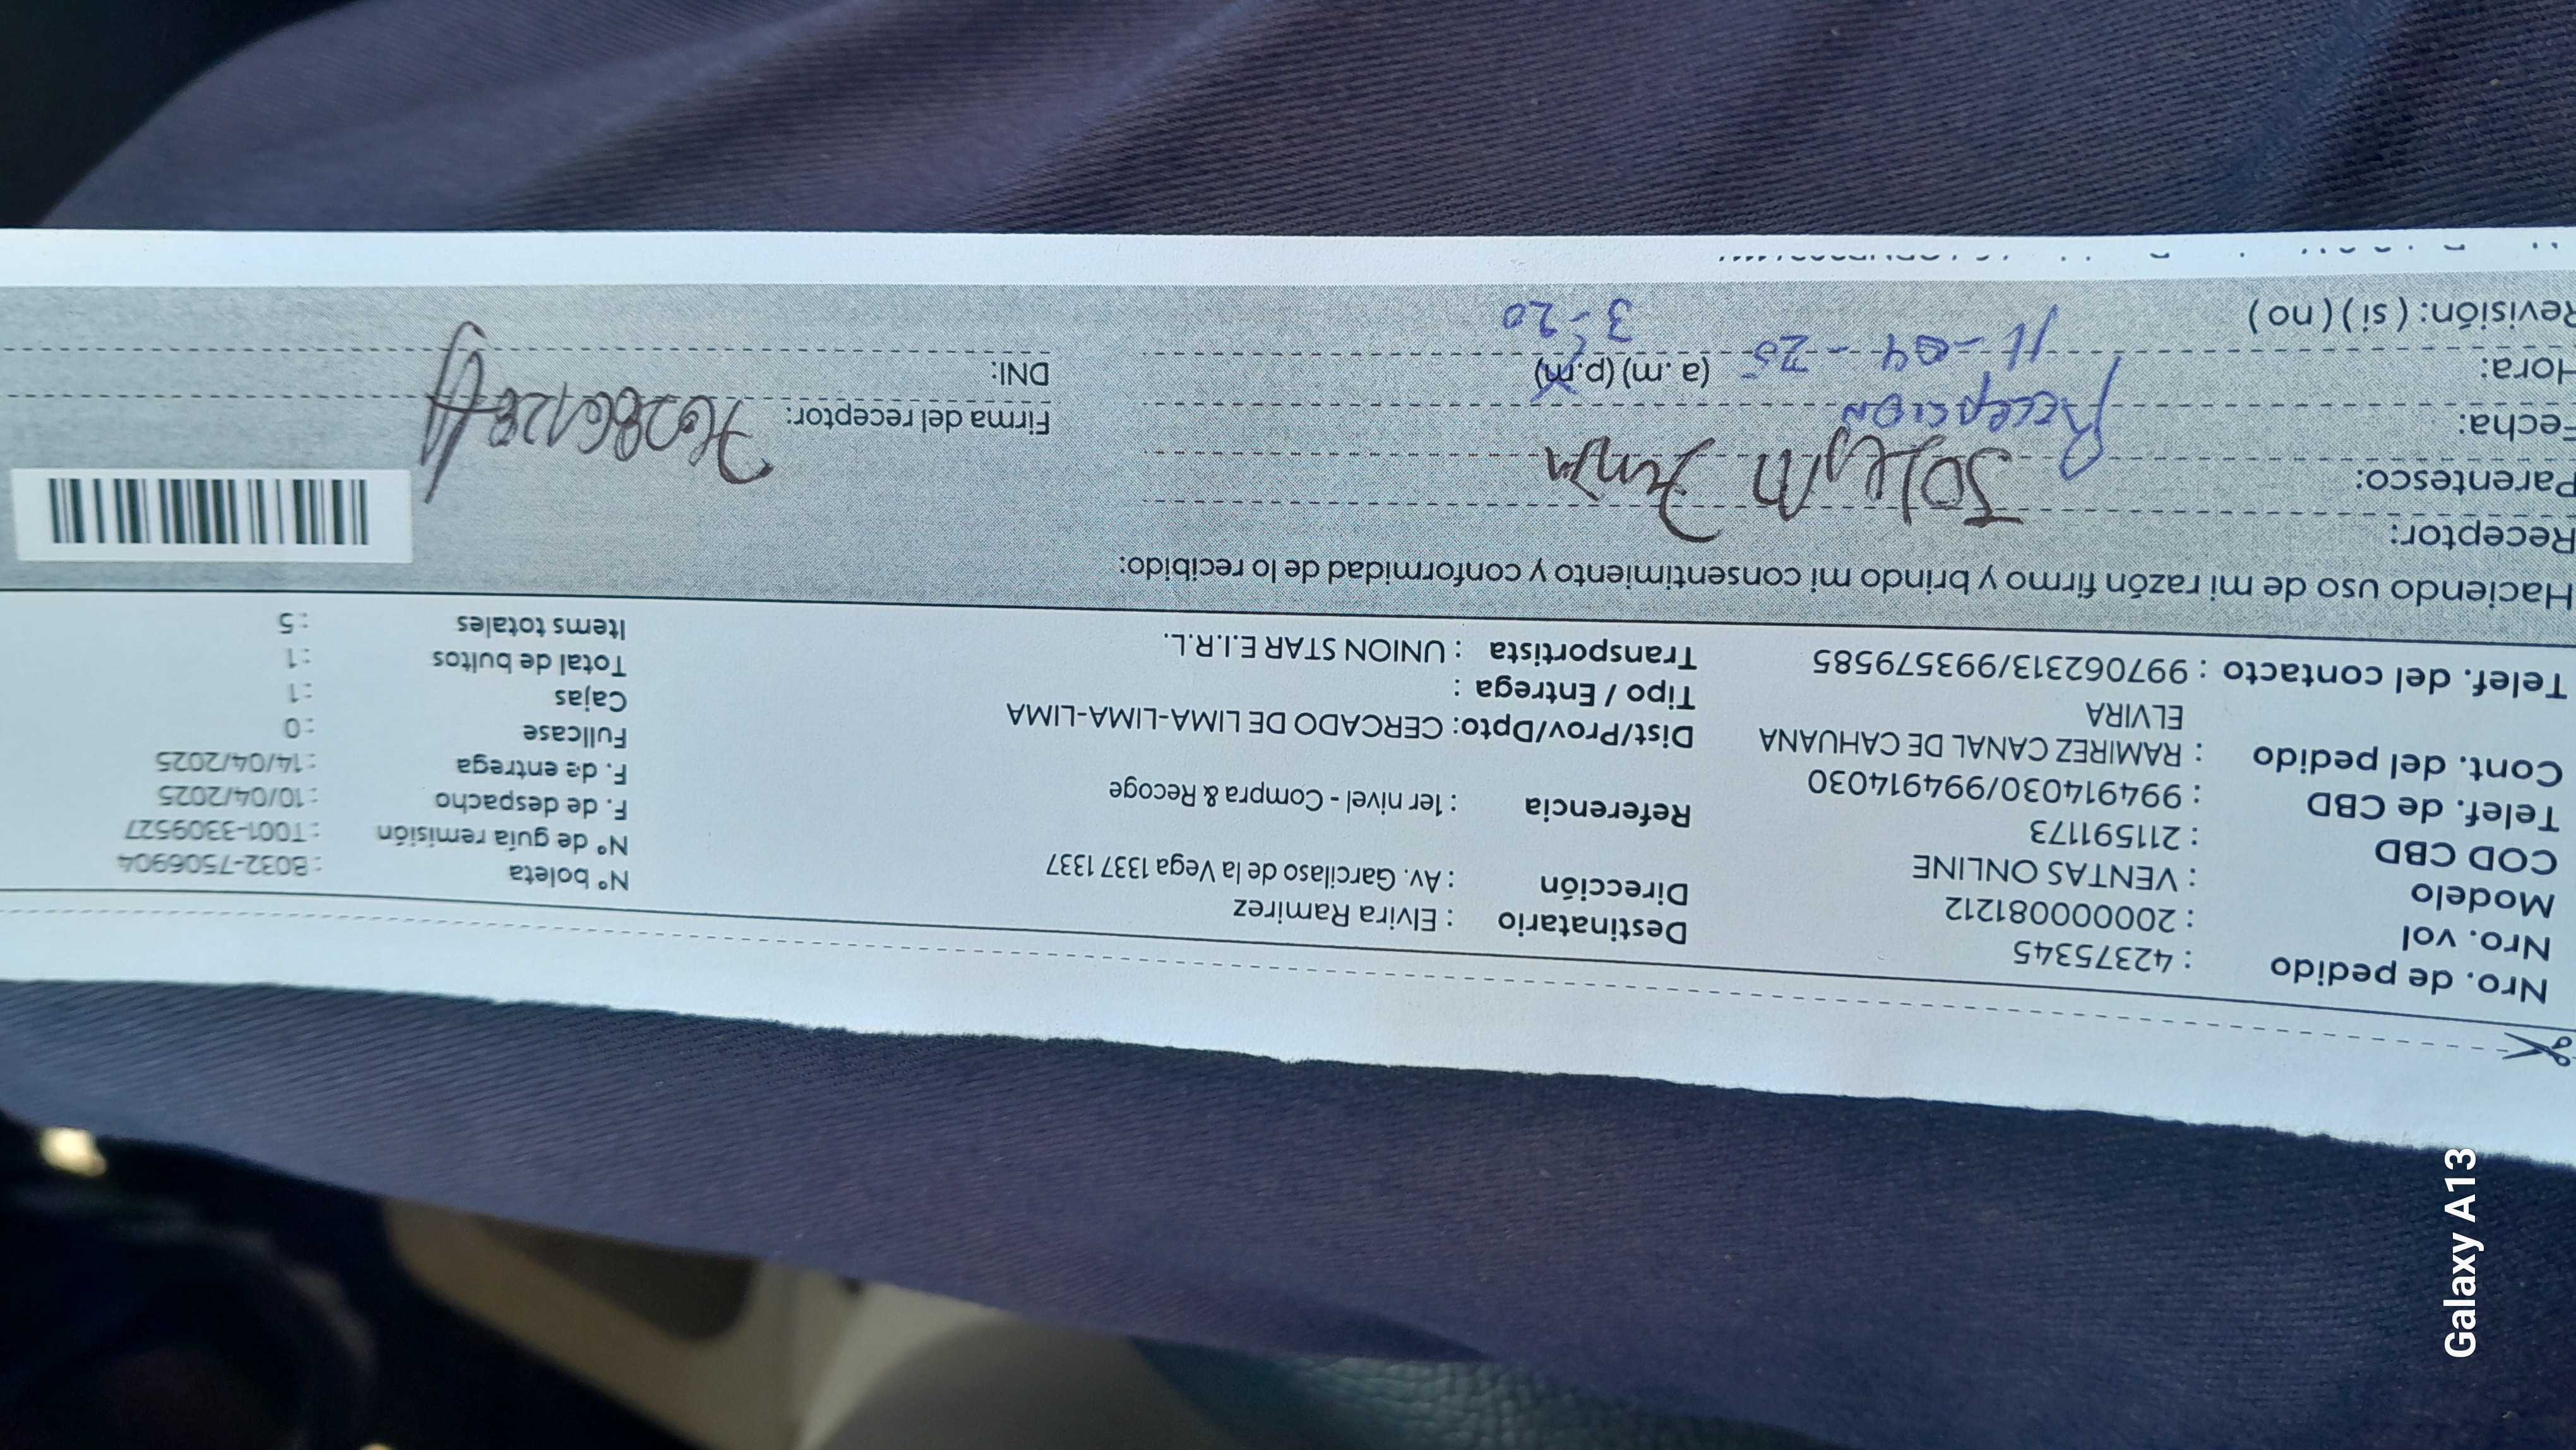 Nro. de pedido : 42375345
Nro. vol : 2000000081212
Modelo : VENTAS ONLINE
COD CBD : 211591173
Telef. de CBD : 994914030/994914030
Cont. del pedido : RAMIREZ CANAL DE CAHUANA
ELVIRA
Telef. del contacto : 997062313/993579585
Destinatario : Elvira Ramirez
Dirección : Av. Garcilaso de la Vega 1337 1337
Referencia : 1er nivel - Compra & Recoge
Dist/Prov/Dpto: CERCADO DE LIMA-LIMA-LIMA
Tipo / Entrega :
Transportista : UNION STAR E.I.R.L.
N° boleta : B032-7506904
N° de guía remisión : T001-3309527
F. de despacho : 10/04/2025
F. de entrega : 14/04/2025
Fullcase : 0
Cajas : 1
Total de bultos : 1
Items totales : 5
Haciendo uso de mi razón firmo y brindo mi consentimiento y conformidad de lo recibido:
Receptor:
Parentesco: Recepcion
Fecha: 11-04-25
Hora: (a. m) (p.m) 3-20
Revisión: ( si ) ( no )
Firma del receptor: 76286128
DNI:
Galaxy A13